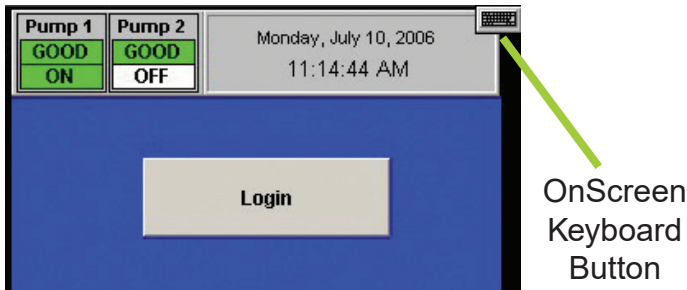 Pump 1 Pump 2
GOOD GOOD
ON OFF
Monday, July 10, 2006
11:14:44 AM
Login
OnScreen
Keyboard
Button